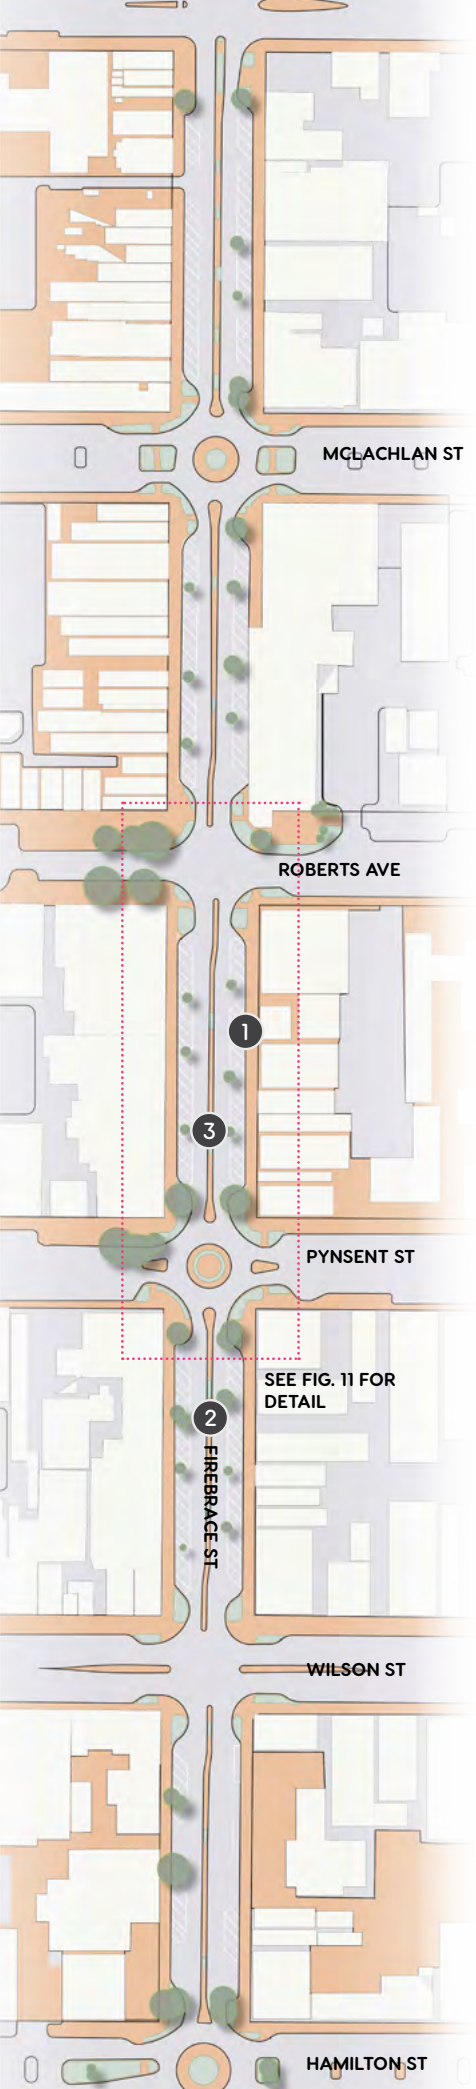 MCLACHLAN ST
ROBERTS AVE
1
3
PYNSENT ST
SEE FIG. 11 FOR
DETAIL
2
FIREBRACE ST
WILSON ST
HAMILTON ST